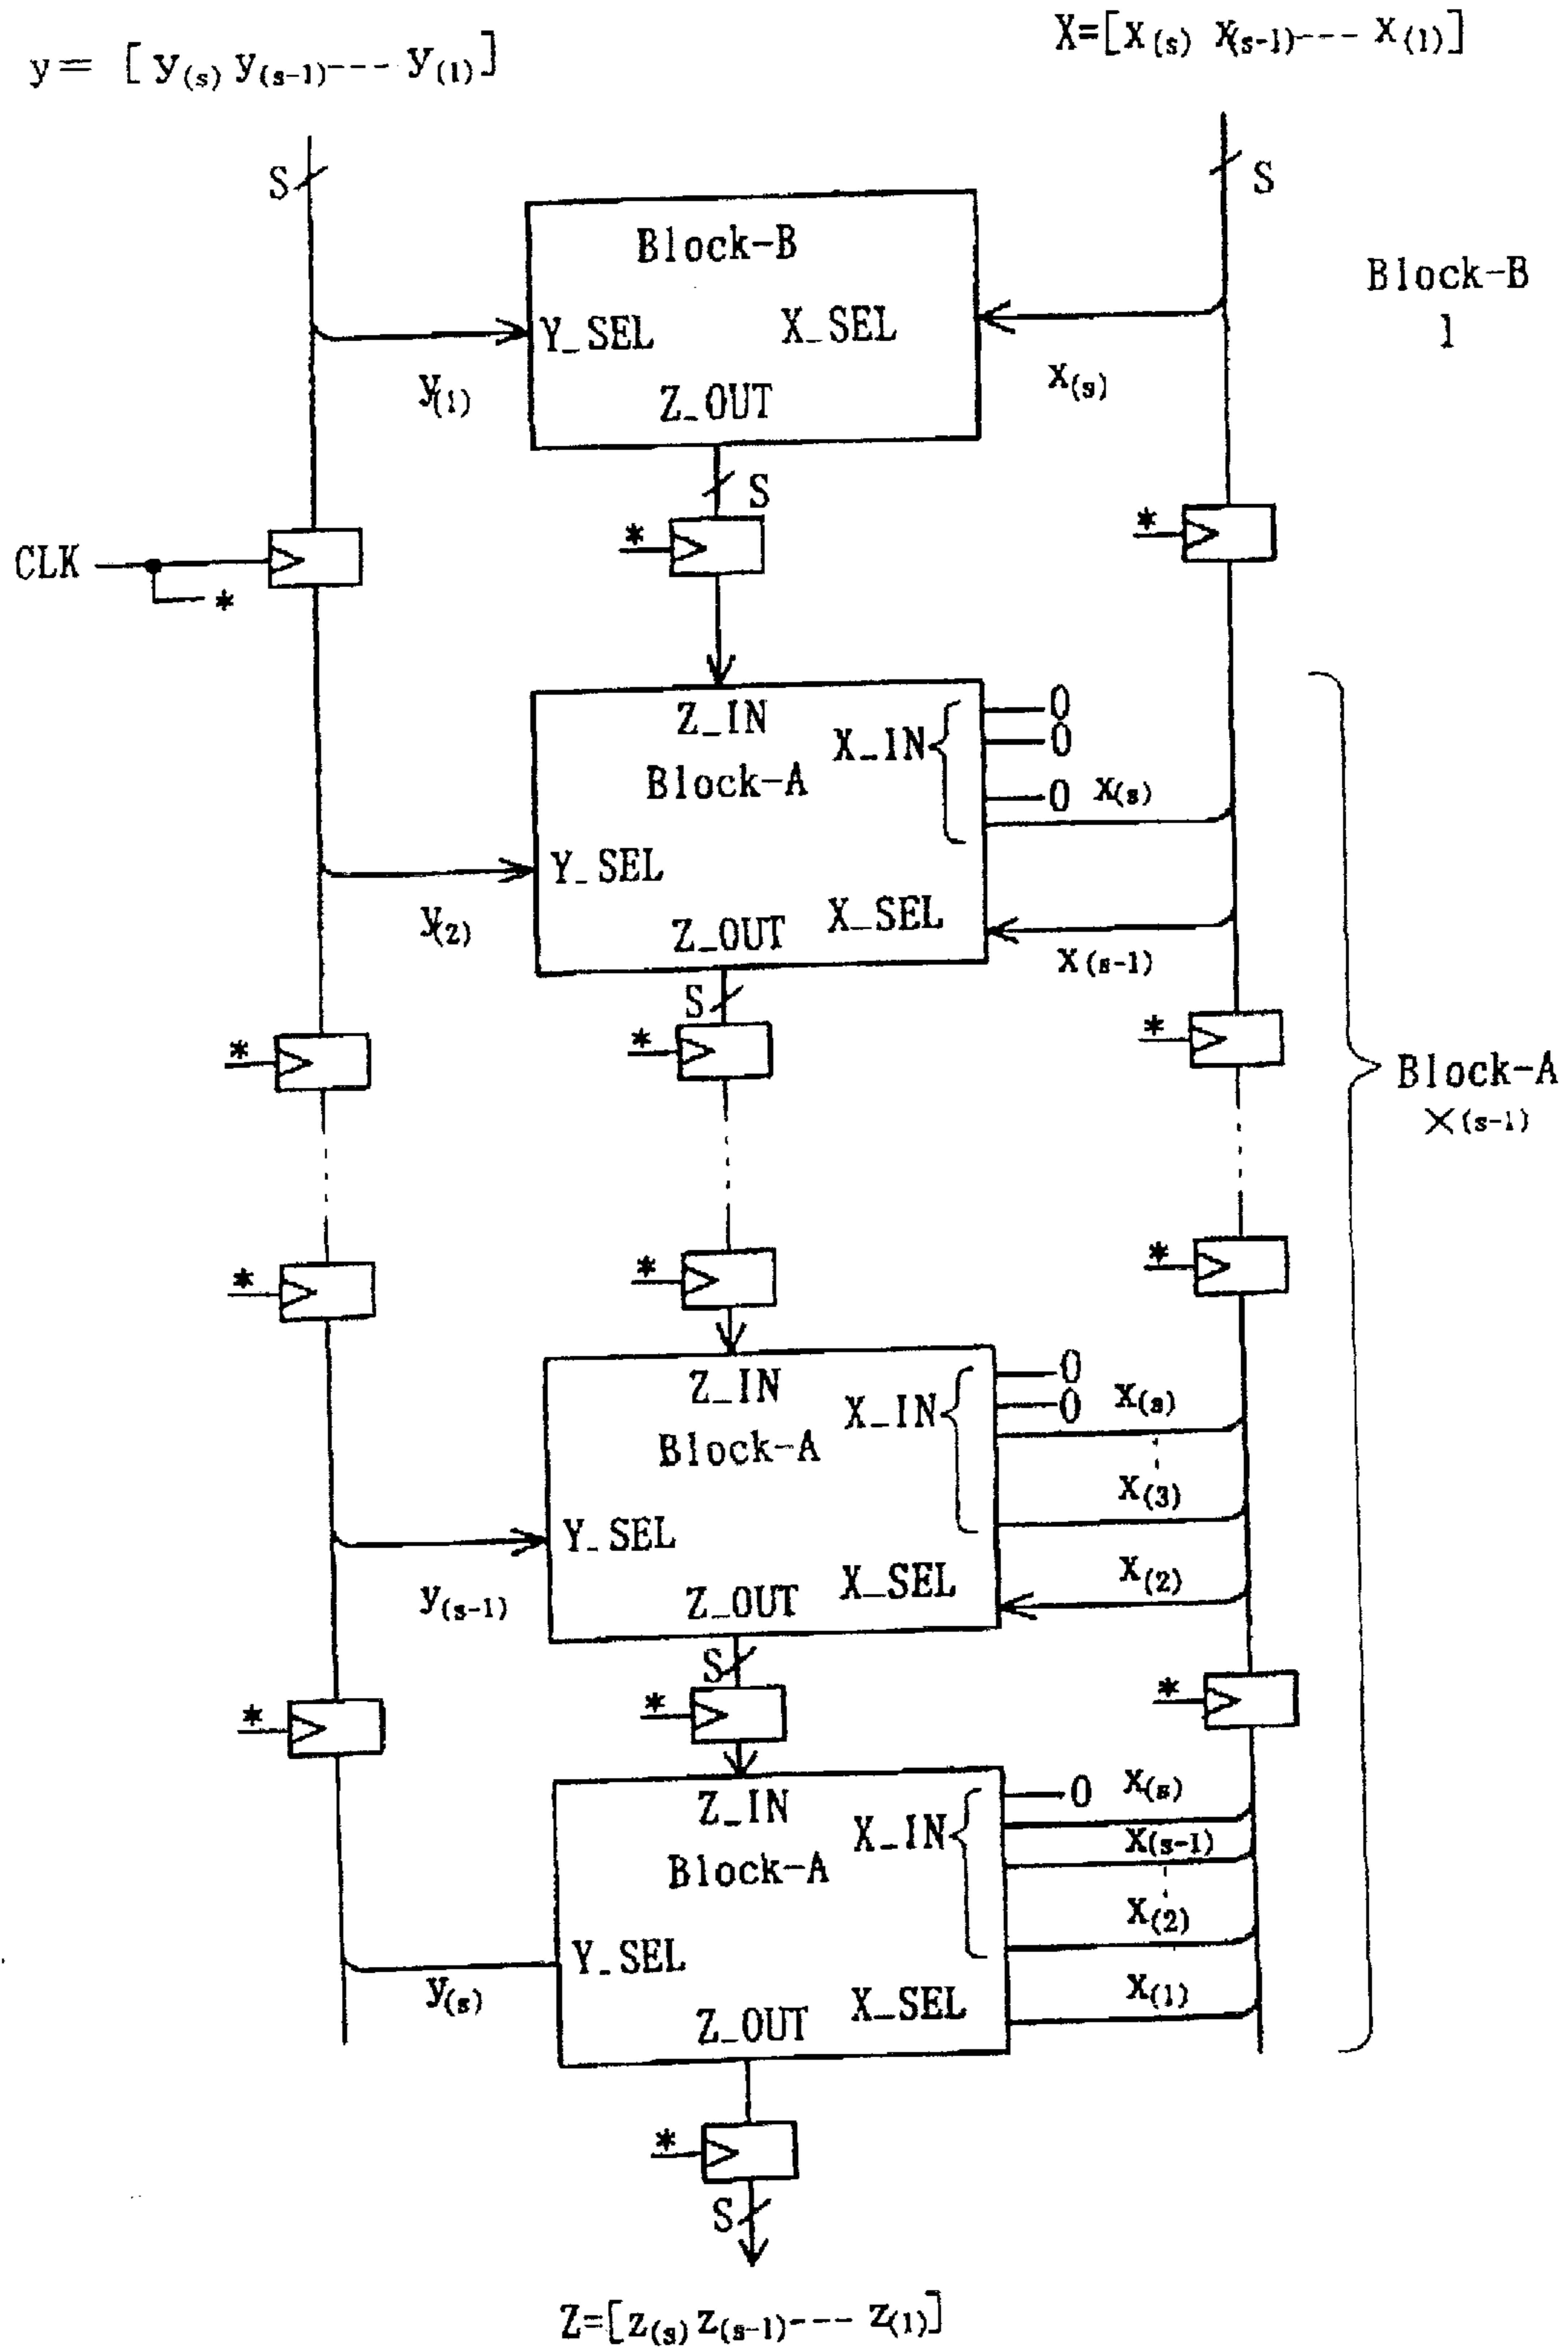 y= [y(s) y(s-1)--- y(1)]
X=[x(s) x(s-1)--- x(1)]
S
S
Block-B
Block-B
1
Y_SEL
X_SEL
y(1)
Z_OUT
x(s)
S
*
*
CLK
*
Z_IN
X_IN
0
0
Block-A
0
x(s)
Y_SEL
y(2)
Z_OUT
X_SEL
x(s-1)
S
*
*
*
Block-A
×(s-1)
*
*
*
Z_IN
X_IN
0
0
x(s)
Block-A
x(3)
Y_SEL
y(s-1)
Z_OUT
X_SEL
x(2)
S
*
*
*
Z_IN
X_IN
0
x(s)
x(s-1)
Block-A
x(2)
Y_SEL
y(s)
Z_OUT
X_SEL
x(1)
*
S
Z=[z(s) z(s-1)--- z(1)]